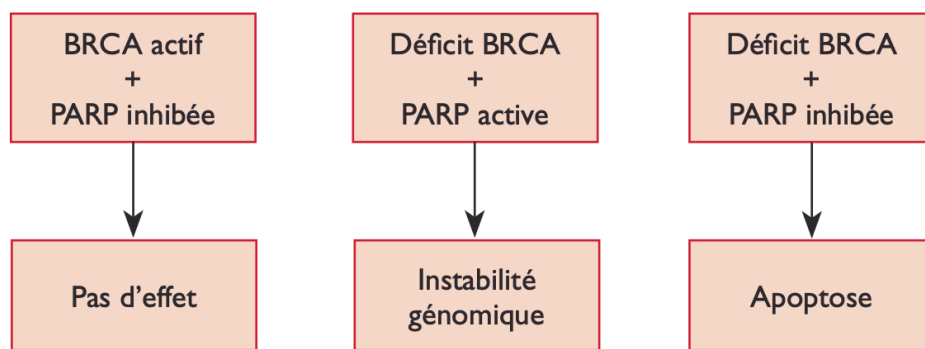 BRCA actif
+
PARP inhibée
Déficit BRCA
+
PARP active
Déficit BRCA
+
PARP inhibée
Pas d’effet
Instabilité
génomique
Apoptose